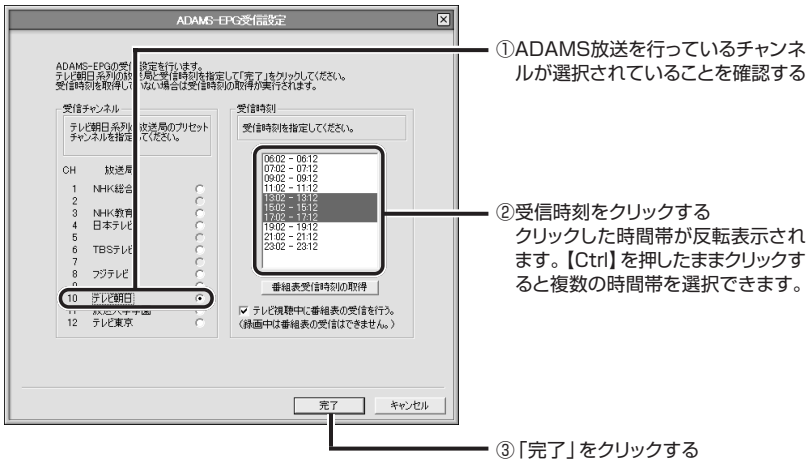 ADAMS-EPG受信設定
ADAMS-EPGの受信設定を行います。
テレビ朝日系列の放送局と受信時刻を指定して「完了」をクリックしてください。
受信時刻を取得していない場合は受信時刻の取得が実行されます。
受信チャンネル
テレビ朝日系列の放送局のプリセット
チャンネルを指定してください。
CH 放送局
1 NHK総合
2
3 NHK教育
4 日本テレビ
5
6 TBSテレビ
7
8 フジテレビ
9
10 テレビ朝日
11 放送大学学園
12 テレビ東京
受信時刻
受信時刻を指定してください。
06:02 - 06:12
07:02 - 07:12
09:02 - 09:12
11:02 - 11:12
13:02 - 13:12
15:02 - 15:12
17:02 - 17:12
19:02 - 19:12
21:02 - 21:12
23:02 - 23:12
番組表受信時刻の取得
テレビ視聴中に番組表の受信を行う。
（録画中は番組表の受信はできません。）
完了
キャンセル
①ADAMS放送を行っているチャンネ
ルが選択されていることを確認する
②受信時刻をクリックする
クリックした時間帯が反転表示され
ます。【Ctrl】を押したままクリックす
ると複数の時間帯を選択できます。
③「完了」をクリックする